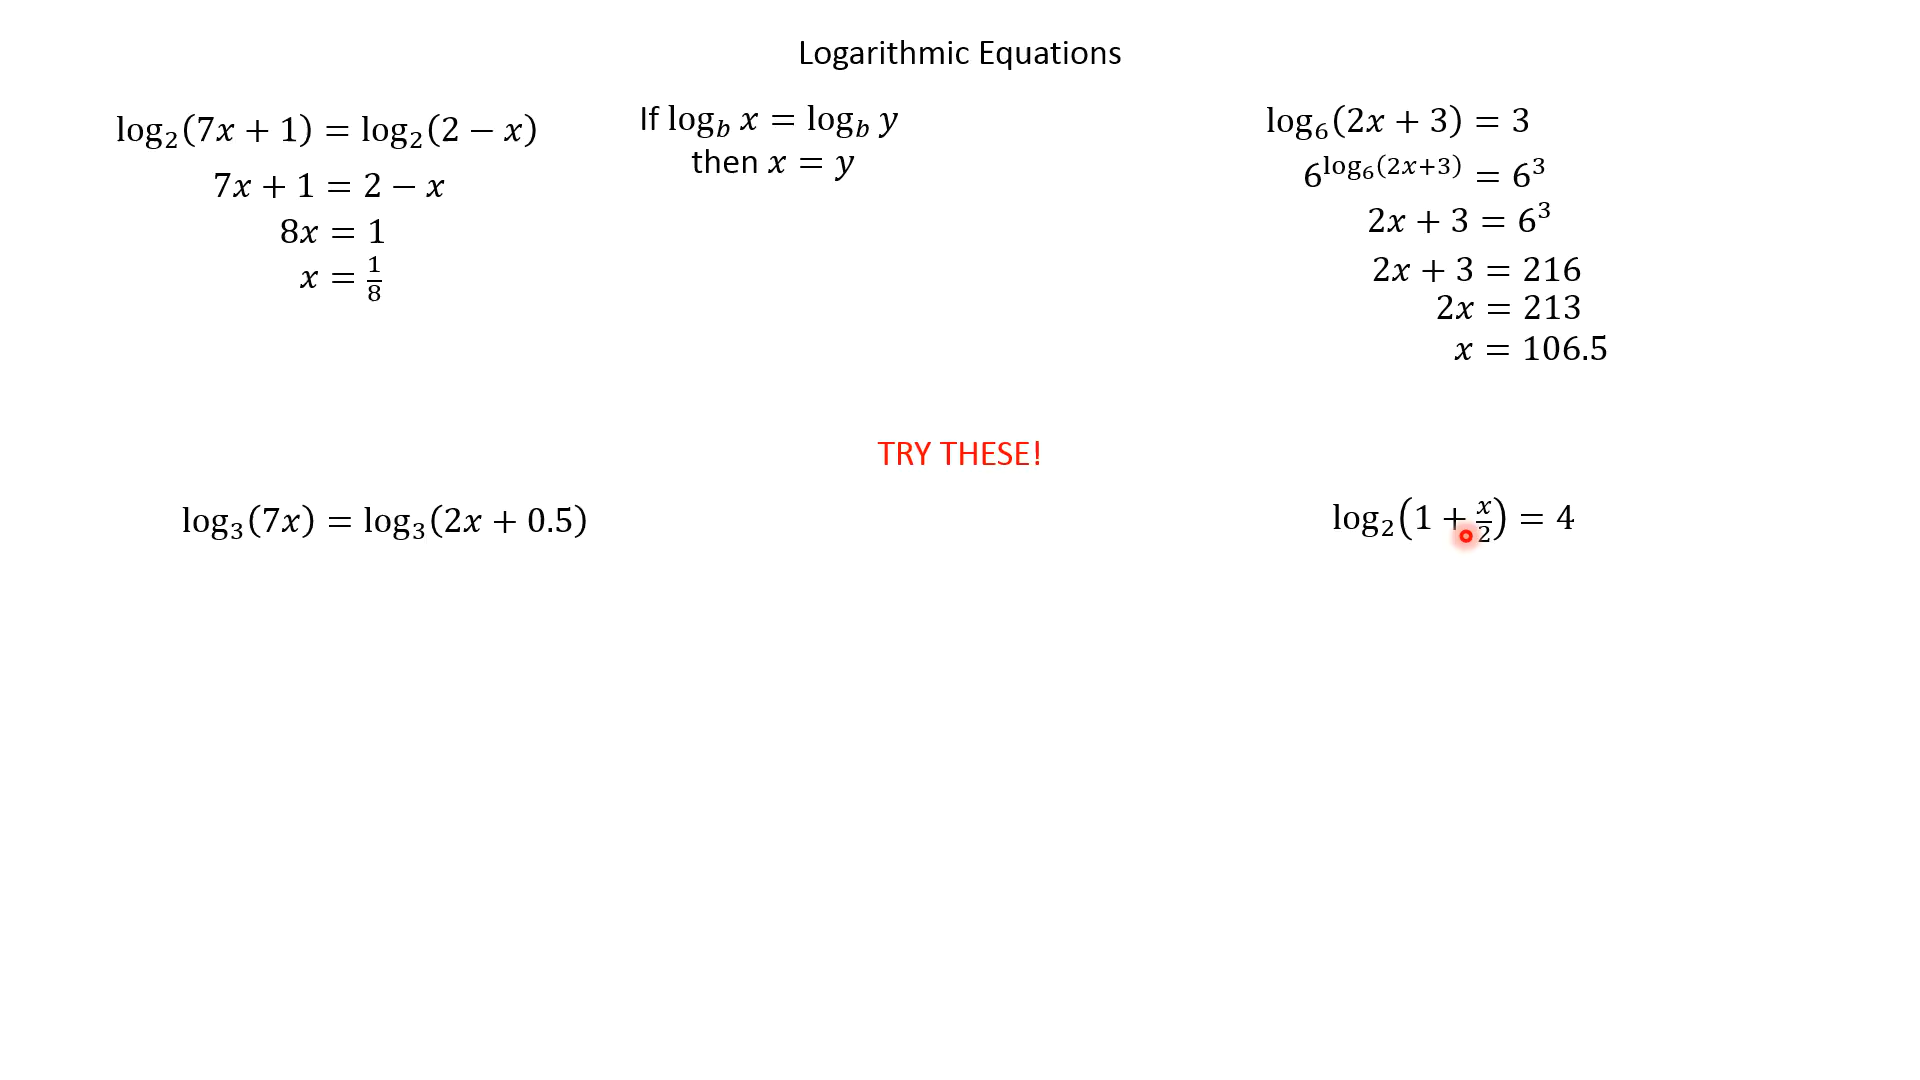 Logarithmic Equations
log₂(7x + 1) = log₂(2 − x)
7x + 1 = 2 − x
8x = 1
x = 1/8
If log_b x = log_b y
then x = y
log₆(2x + 3) = 3
6^(log₆(2x+3)) = 6³
2x + 3 = 6³
2x + 3 = 216
2x = 213
x = 106.5
TRY THESE!
log₃(7x) = log₃(2x + 0.5)
log₂(1 + x/2) = 4